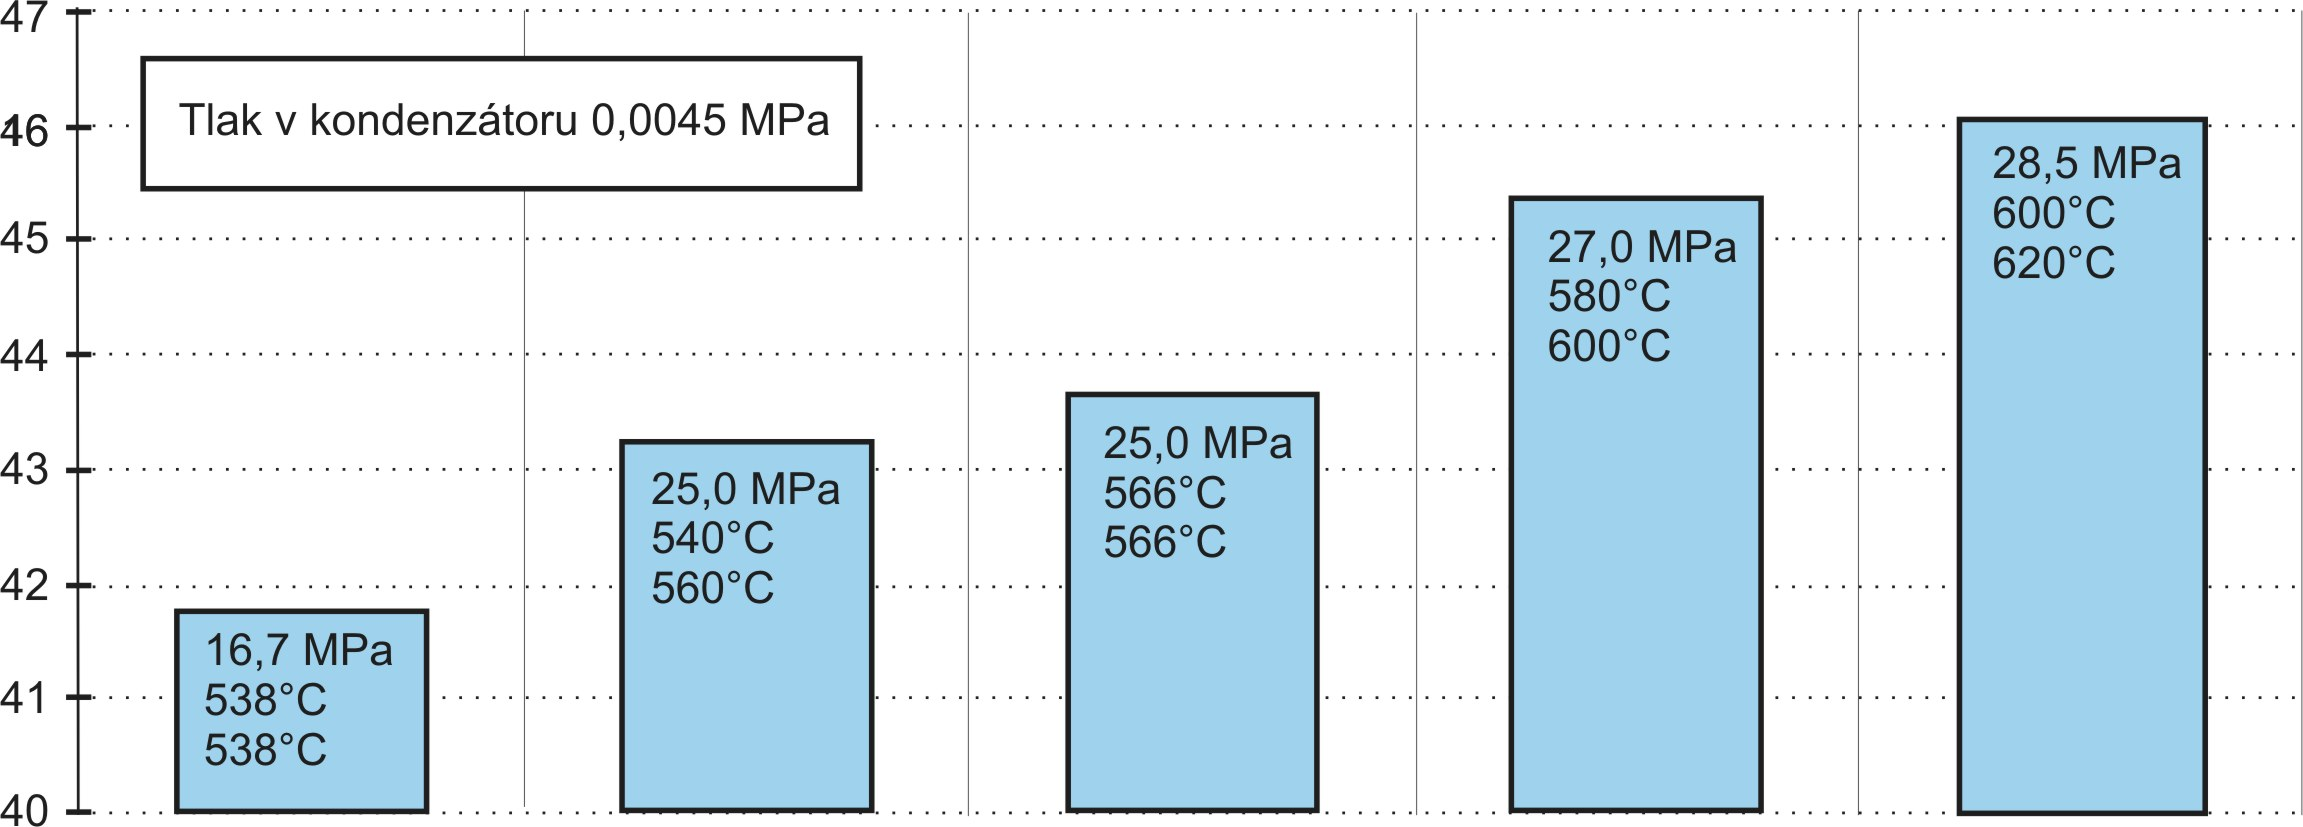 47
46
45
44
43
42
41
40
Tlak v kondenzátoru 0,0045 MPa
16,7 MPa
538°C
538°C
25,0 MPa
540°C
560°C
25,0 MPa
566°C
566°C
27,0 MPa
580°C
600°C
28,5 MPa
600°C
620°C